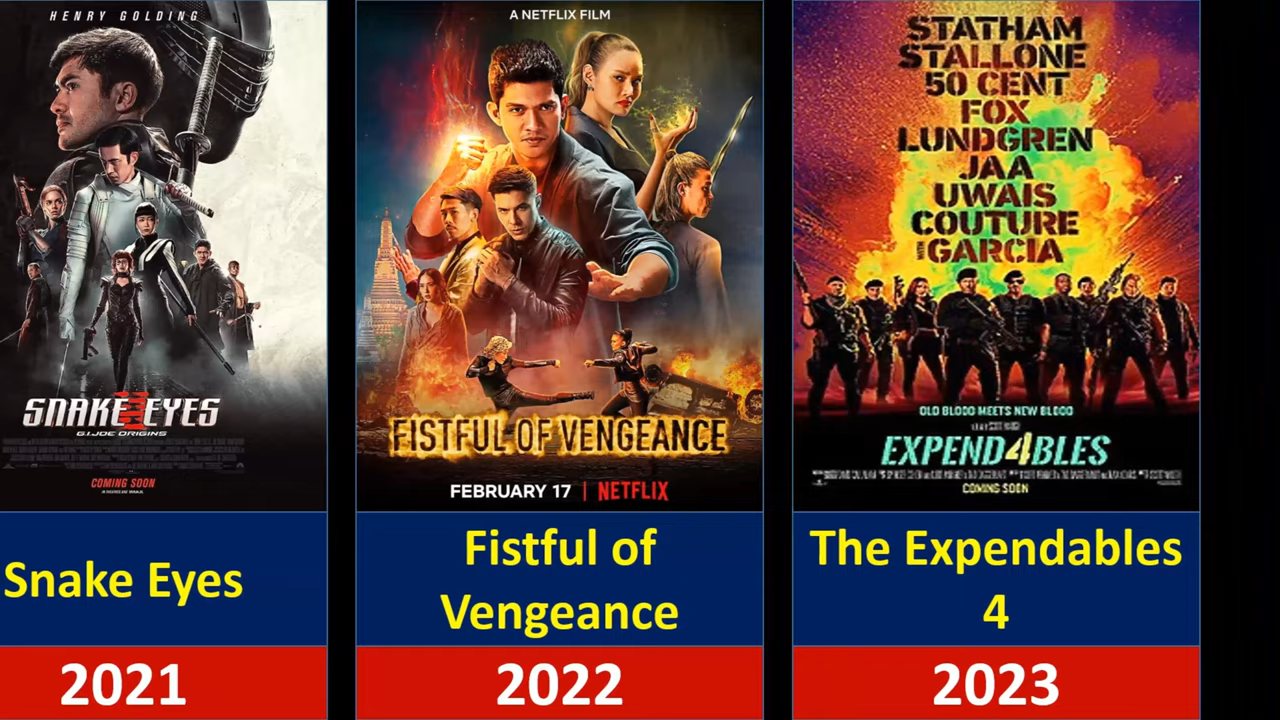 HENRY GOLDING
SNAKE EYES
G.I.JOE ORIGINS
COMING SOON
Snake Eyes
2021
A NETFLIX FILM
FISTFUL OF VENGEANCE
FEBRUARY 17 | NETFLIX
Fistful of
Vengeance
2022
STATHAM
STALLONE
50 CENT
FOX
LUNDGREN
JAA
UWAIS
COUTURE
GARCIA
OLD BLOOD MEETS NEW BLOOD
EXPEND4BLES
COMING SOON
The Expendables
4
2023